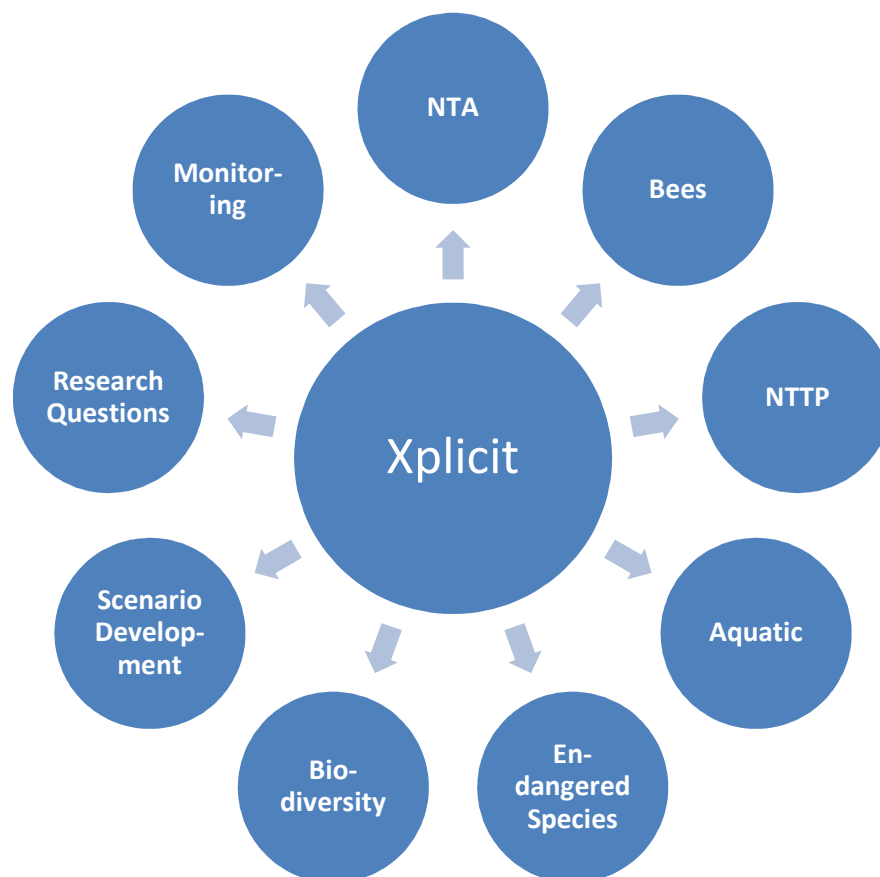 NTA
Monitor-
ing
Bees
Research
Questions
NTTP
Xplicit
Scenario
Develop-
ment
Aquatic
Bio-
diversity
En-
dangered
Species